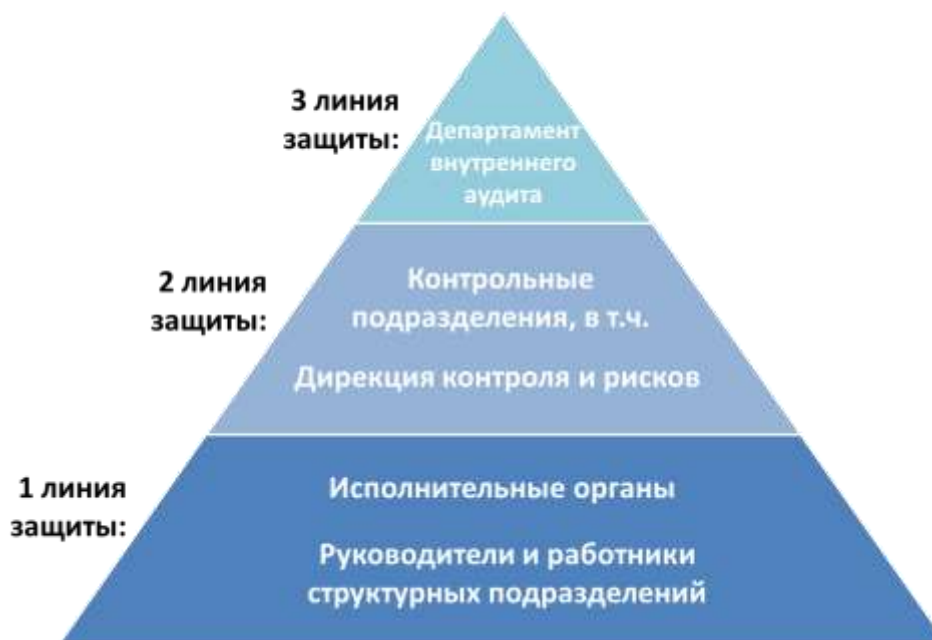 3 линия
защиты:
Департамент
внутреннего
аудита
2 линия
защиты:
Контрольные
подразделения, в т.ч.
Дирекция контроля и рисков
1 линия
защиты:
Исполнительные органы
Руководители и работники
структурных подразделений